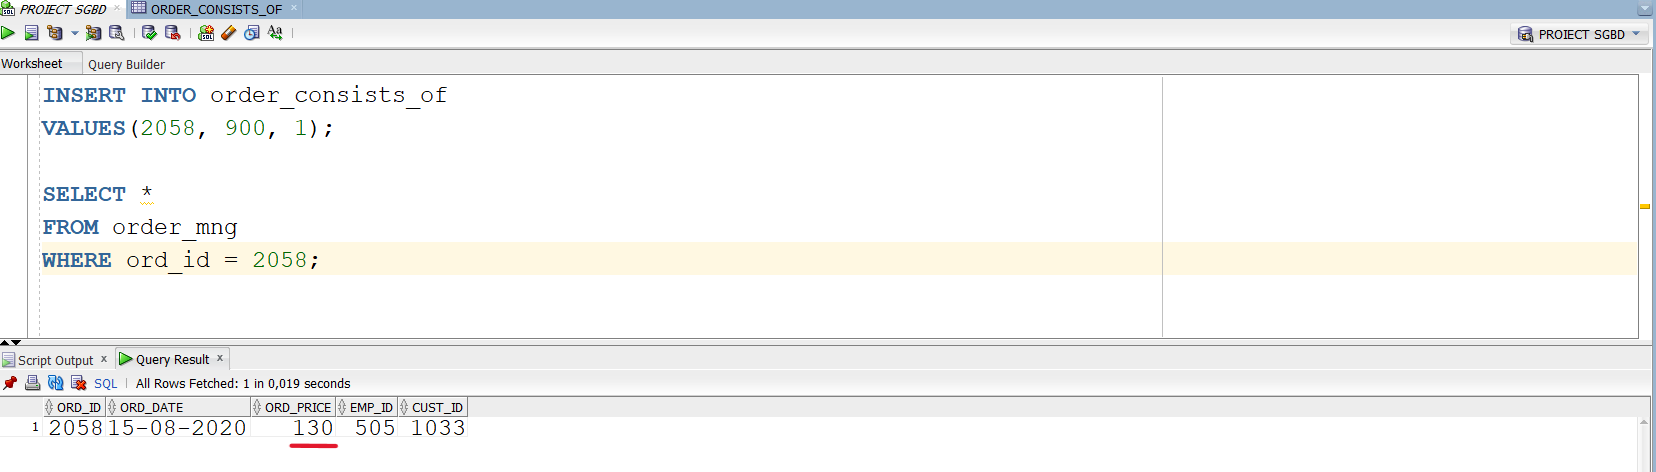 PROIECT SGBD × ORDER_CONSISTS_OF ×
SQL Aa PROIECT SGBD
Worksheet Query Builder
INSERT INTO order_consists_of
VALUES(2058, 900, 1);
SELECT *
FROM order_mng
WHERE ord_id = 2058;
Script Output × Query Result ×
SQL | All Rows Fetched: 1 in 0,019 seconds
ORD_ID ORD_DATE ORD_PRICE EMP_ID CUST_ID
1 2058 15-08-2020 130 505 1033